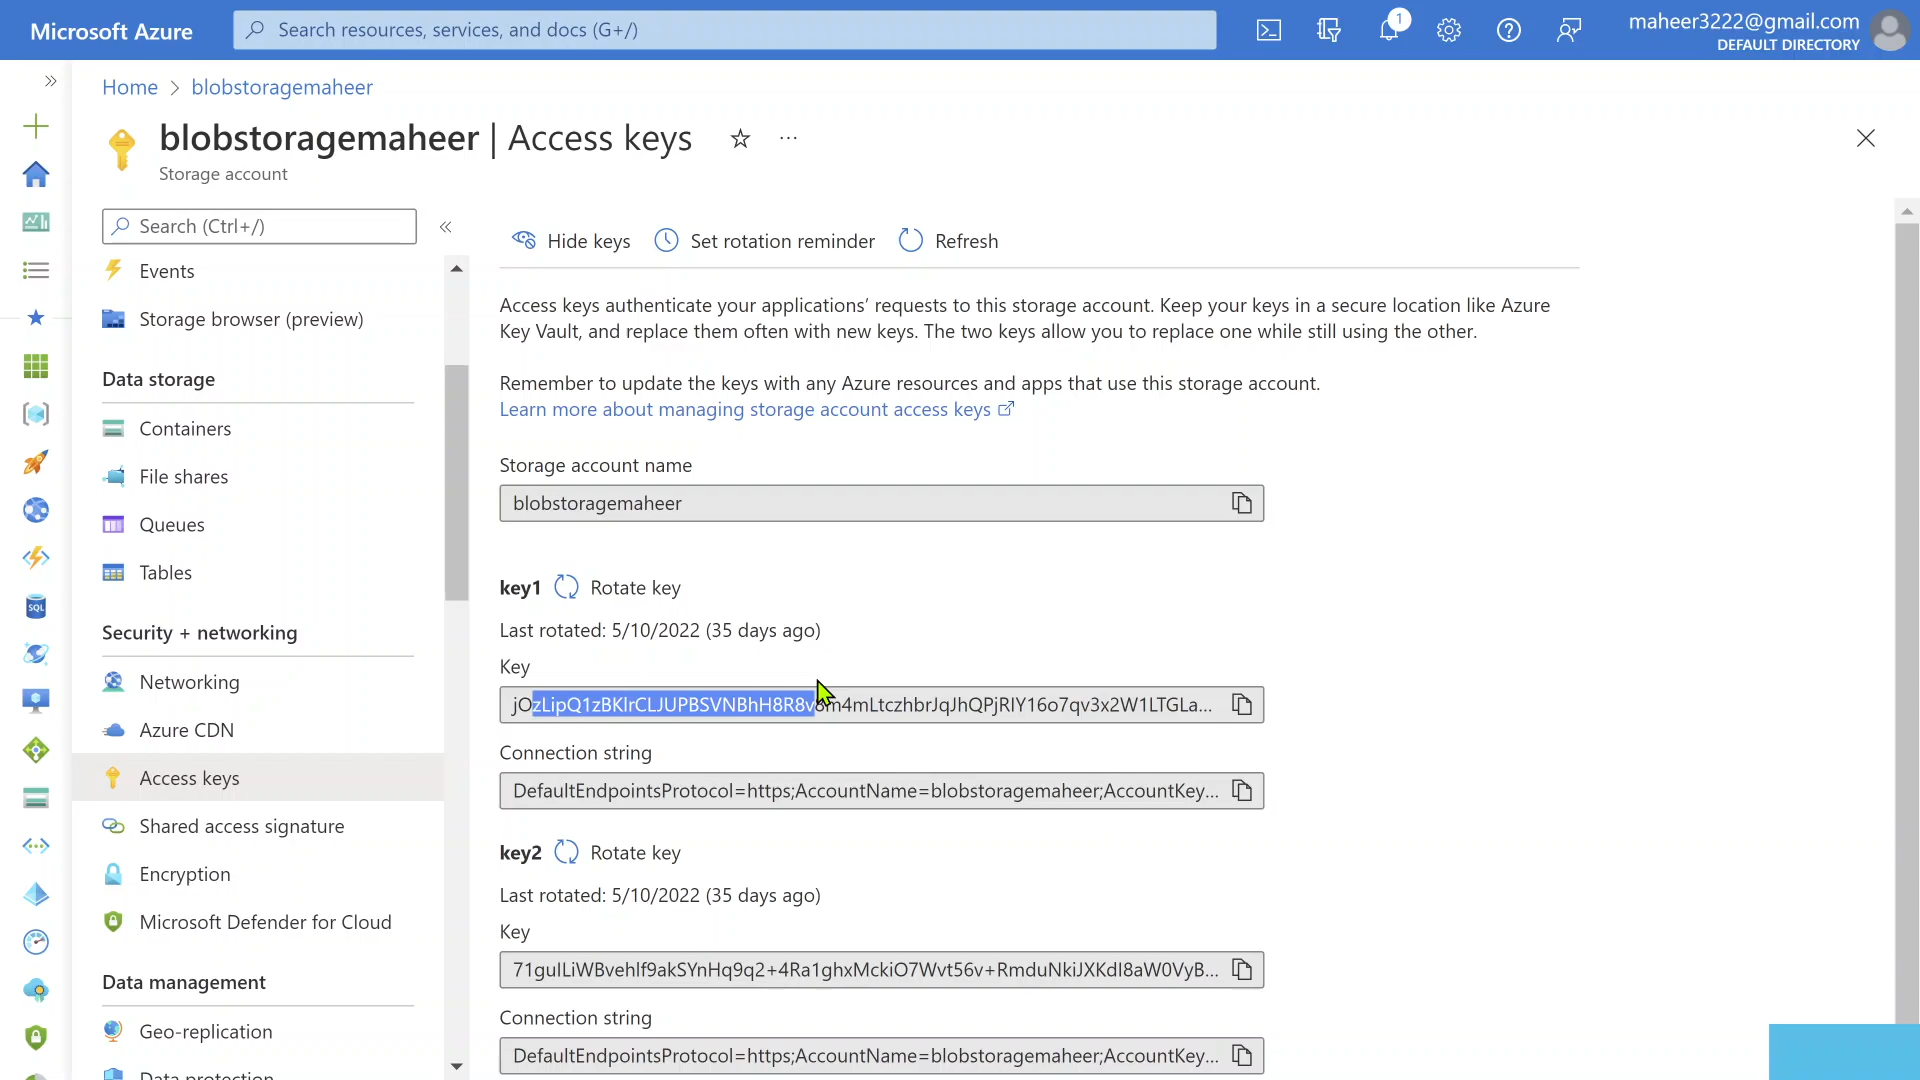 Microsoft Azure
Search resources, services, and docs (G+/)
1
maheer3222@gmail.com
DEFAULT DIRECTORY
Home > blobstoragemaheer
blobstoragemaheer | Access keys
Storage account
Search (Ctrl+/)
Events
Storage browser (preview)
Data storage
Containers
File shares
Queues
Tables
Security + networking
Networking
Azure CDN
Access keys
Shared access signature
Encryption
Microsoft Defender for Cloud
Data management
Geo-replication
Data protection
SQL
Hide keys
Set rotation reminder
Refresh
Access keys authenticate your applications’ requests to this storage account. Keep your keys in a secure location like Azure
Key Vault, and replace them often with new keys. The two keys allow you to replace one while still using the other.
Remember to update the keys with any Azure resources and apps that use this storage account.
Learn more about managing storage account access keys
Storage account name
blobstoragemaheer
key1
Rotate key
Last rotated: 5/10/2022 (35 days ago)
Key
Connection string
DefaultEndpointsProtocol=https;AccountName=blobstoragemaheer;AccountKey...
key2
Rotate key
Last rotated: 5/10/2022 (35 days ago)
Key
Connection string
DefaultEndpointsProtocol=https;AccountName=blobstoragemaheer;AccountKey...